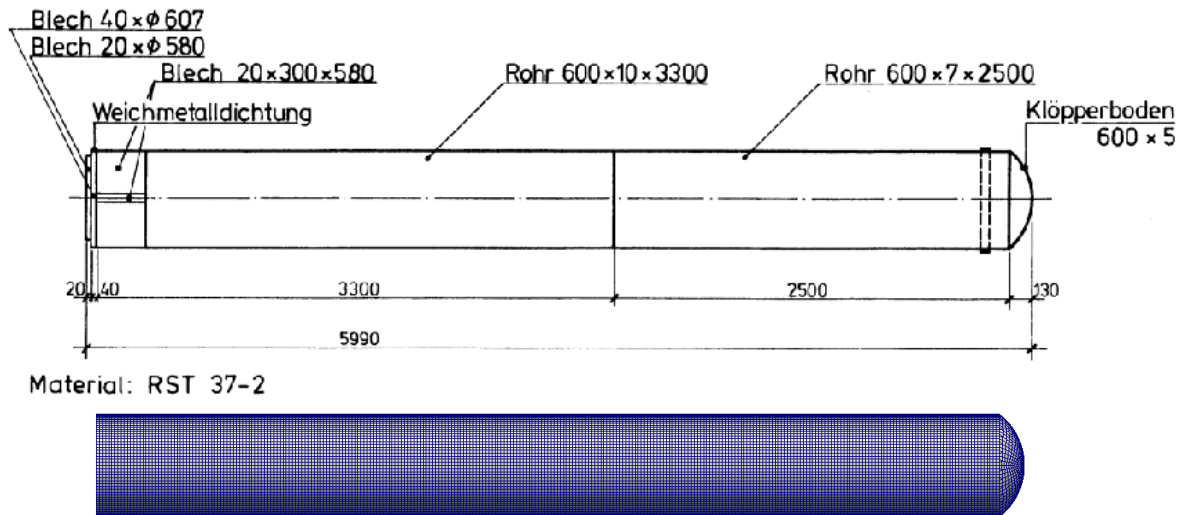 Blech 40×ϕ607
Blech 20×ϕ580
Blech 20×300×580
Rohr 600×10×3300
Rohr 600×7×2500
Weichmetalldichtung
Klöpperboden
600 × 5
20 40 3300 2500 130
5990
Material: RST 37-2